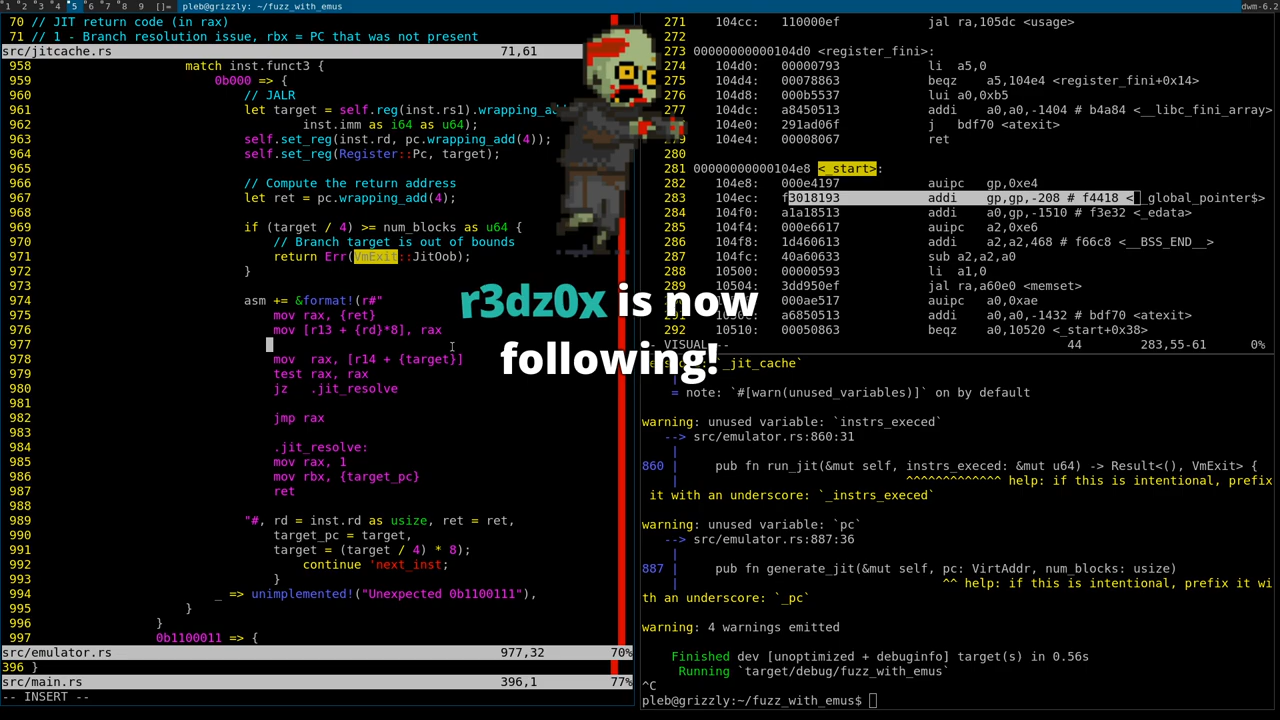 1 2 3 4 5 6 7 8 9 []= pleb@grizzly: ~/fuzz_with_emus dwm-6.2
70 // JIT return code (in rax)
71 // 1 - Branch resolution issue, rbx = PC that was not present
src/jitcache.rs 71,61
958 match inst.funct3 {
959 0b000 => {
960 // JALR
961 let target = self.reg(inst.rs1).wrapping_ad
962 inst.imm as i64 as u64);
963 self.set_reg(inst.rd, pc.wrapping_add(4));
964 self.set_reg(Register::Pc, target);
965
966 // Compute the return address
967 let ret = pc.wrapping_add(4);
968
969 if (target / 4) >= num_blocks as u64 {
970 // Branch target is out of bounds
971 return Err(VmExit::JitOob);
972 }
973
974 asm += &format!(r#"
975 mov rax, {ret}
976 mov [r13 + {rd}*8], rax
977
978 mov rax, [r14 + {target}]
979 test rax, rax
980 jz .jit_resolve
981
982 jmp rax
983
984 .jit_resolve:
985 mov rax, 1
986 mov rbx, {target_pc}
987 ret
988
989 "#, rd = inst.rd as usize, ret = ret,
990 target_pc = target,
991 target = (target / 4) * 8);
992 continue 'next_inst;
993 }
994 _ => unimplemented!("Unexpected 0b1100111"),
995 }
996 }
997 0b1100011 => {
src/emulator.rs 977,32 70%
396 }
src/main.rs 396,1 77%
-- INSERT --
271 104cc: 110000ef jal ra,105dc <usage>
272
273 00000000000104d0 <register_fini>:
274 104d0: 00000793 li a5,0
275 104d4: 00078863 beqz a5,104e4 <register_fini+0x14>
276 104d8: 000b5537 lui a0,0xb5
277 104dc: a8450513 addi a0,a0,-1404 # b4a84 <__libc_fini_array>
104e0: 291ad06f j bdf70 <atexit>
279 104e4: 00008067 ret
280
281 00000000000104e8 <_start>:
282 104e8: 000e4197 auipc gp,0xe4
283 104ec: f3018193 addi gp,gp,-208 # f4418 <__global_pointer$>
284 104f0: a1a18513 addi a0,gp,-1510 # f3e32 <_edata>
285 104f4: 000e6617 auipc a2,0xe6
286 104f8: 1d460613 addi a2,a2,468 # f66c8 <__BSS_END__>
287 104fc: 40a60633 sub a2,a2,a0
288 10500: 00000593 li a1,0
289 10504: 3dd950ef jal ra,a60e0 <memset>
000ae517 auipc a0,0xae
a6850513 addi a0,a0,-1432 # bdf70 <atexit>
292 10510: 00050863 beqz a0,10520 <_start+0x38>
-- VISUAL -- 44 283,55-61 0%
r3dz0x is now
following!
_jit_cache`
|
= note: `#[warn(unused_variables)]` on by default
warning: unused variable: `instrs_execed`
--> src/emulator.rs:860:31
|
860 | pub fn run_jit(&mut self, instrs_execed: &mut u64) -> Result<(), VmExit> {
| ^^^^^^^^^^^^^ help: if this is intentional, prefix
it with an underscore: `_instrs_execed`
warning: unused variable: `pc`
--> src/emulator.rs:887:36
|
887 | pub fn generate_jit(&mut self, pc: VirtAddr, num_blocks: usize)
| ^^ help: if this is intentional, prefix it wi
th an underscore: `_pc`
warning: 4 warnings emitted
Finished dev [unoptimized + debuginfo] target(s) in 0.56s
Running `target/debug/fuzz_with_emus`
^C
pleb@grizzly:~/fuzz_with_emus$